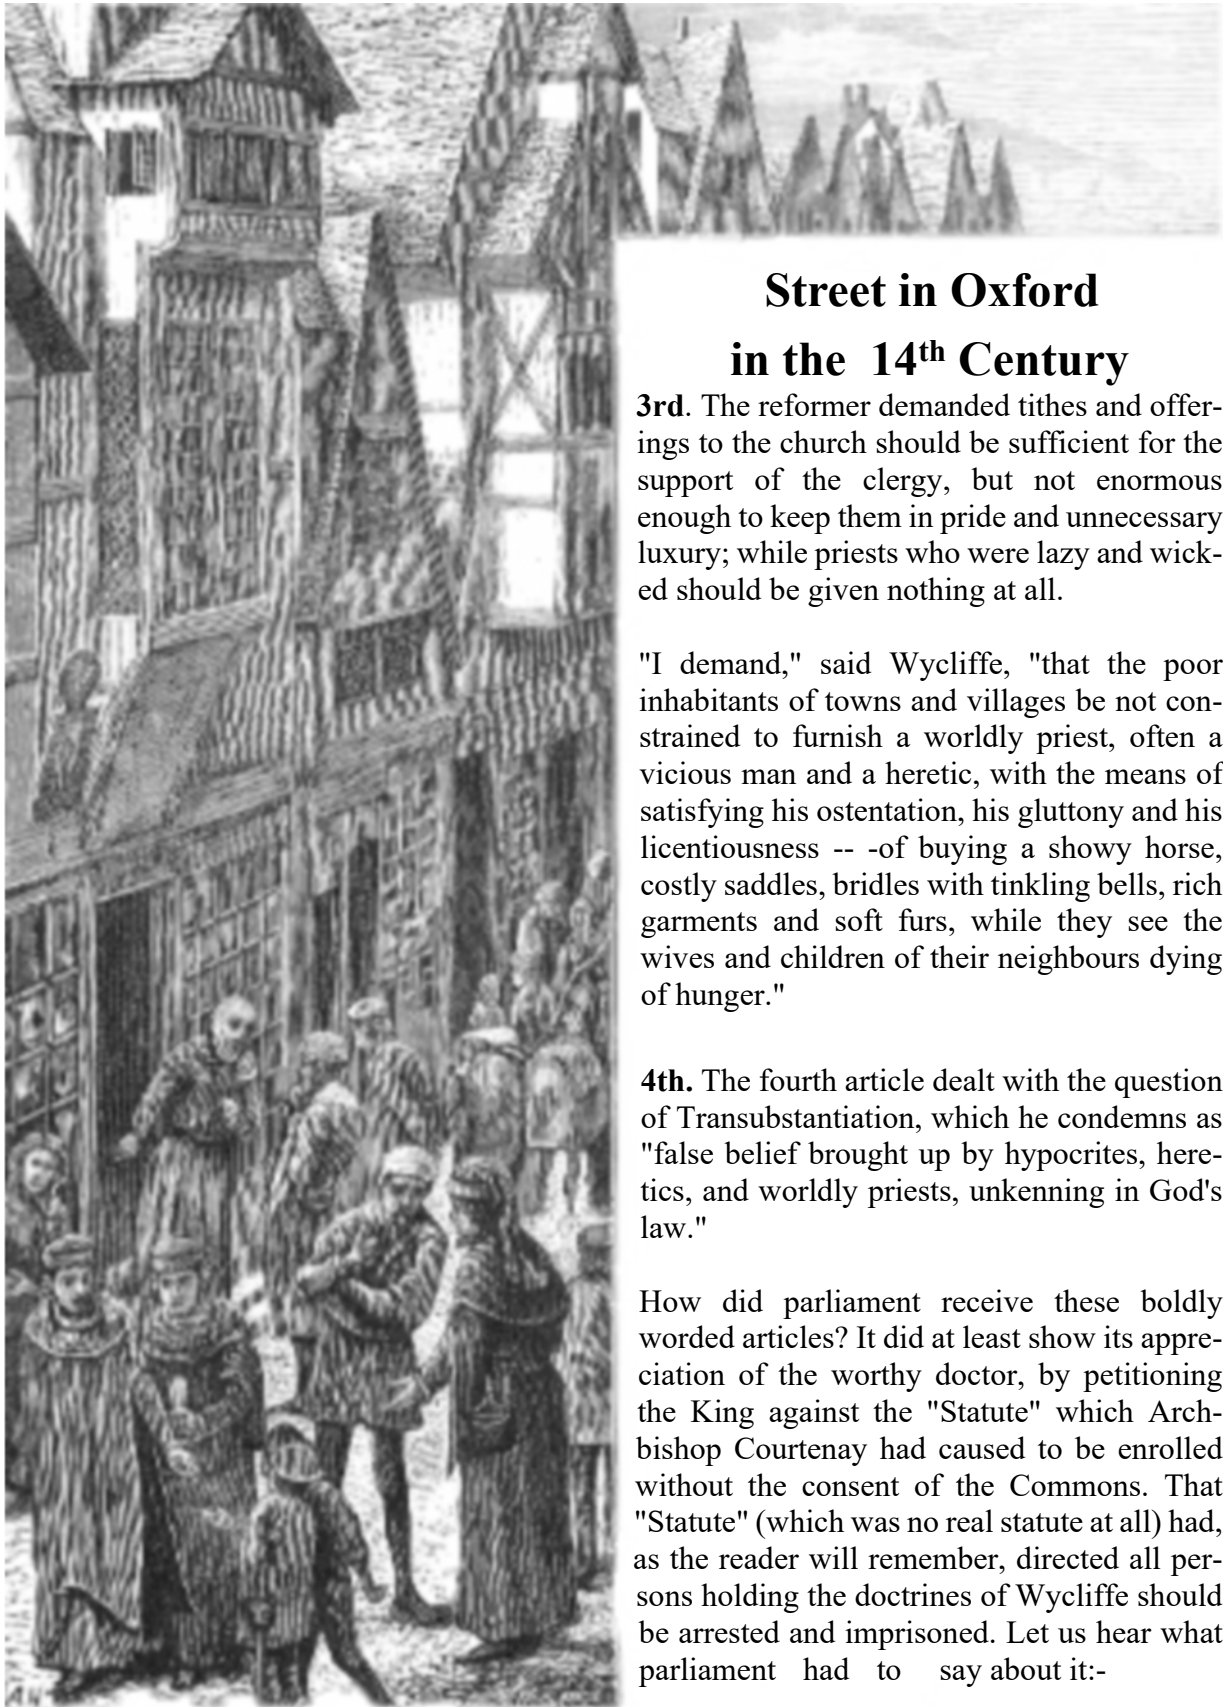 Street in Oxford
in the 14th Century
3rd. The reformer demanded tithes and offer-
ings to the church should be sufficient for the
support of the clergy, but not enormous
enough to keep them in pride and unnecessary
luxury; while priests who were lazy and wick-
ed should be given nothing at all.
"I demand," said Wycliffe, "that the poor
inhabitants of towns and villages be not con-
strained to furnish a worldly priest, often a
vicious man and a heretic, with the means of
satisfying his ostentation, his gluttony and his
licentiousness -- -of buying a showy horse,
costly saddles, bridles with tinkling bells, rich
garments and soft furs, while they see the
wives and children of their neighbours dying
of hunger."
4th. The fourth article dealt with the question
of Transubstantiation, which he condemns as
"false belief brought up by hypocrites, here-
tics, and worldly priests, unkenning in God's
law."
How did parliament receive these boldly
worded articles? It did at least show its appre-
ciation of the worthy doctor, by petitioning
the King against the "Statute" which Arch-
bishop Courtenay had caused to be enrolled
without the consent of the Commons. That
"Statute" (which was no real statute at all) had,
as the reader will remember, directed all per-
sons holding the doctrines of Wycliffe should
be arrested and imprisoned. Let us hear what
parliament had to say about it:-